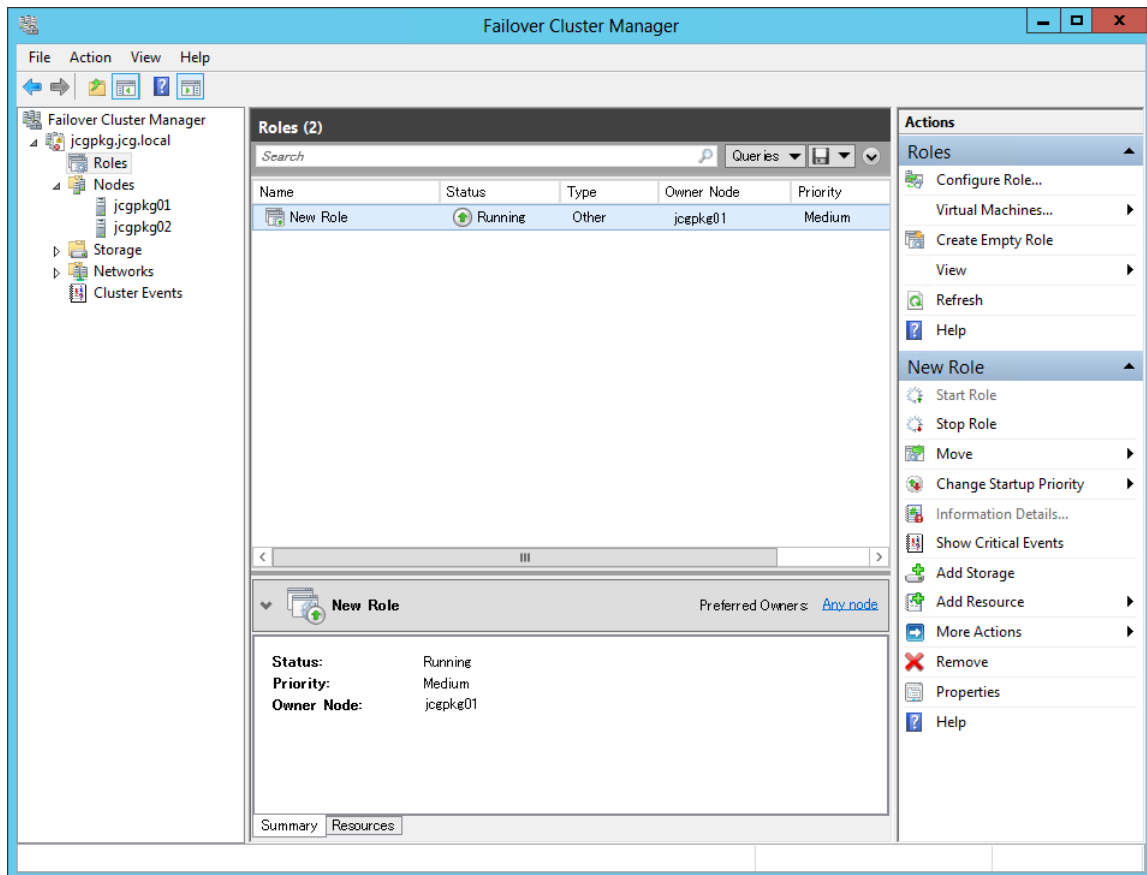 Failover Cluster Manager
File Action View Help
Failover Cluster Manager
jcgpkg.jcg.local
Roles
Nodes
jcgpkg01
jcgpkg02
Storage
Networks
Cluster Events
Roles (2)
Search
Queries
Name Status Type Owner Node Priority
New Role Running Other jcgpkg01 Medium
New Role Preferred Owners: Any node
Status: Running
Priority: Medium
Owner Node: jcgpkg01
Summary Resources
Actions
Roles
Configure Role...
Virtual Machines...
Create Empty Role
View
Refresh
Help
New Role
Start Role
Stop Role
Move
Change Startup Priority
Information Details...
Show Critical Events
Add Storage
Add Resource
More Actions
Remove
Properties
Help